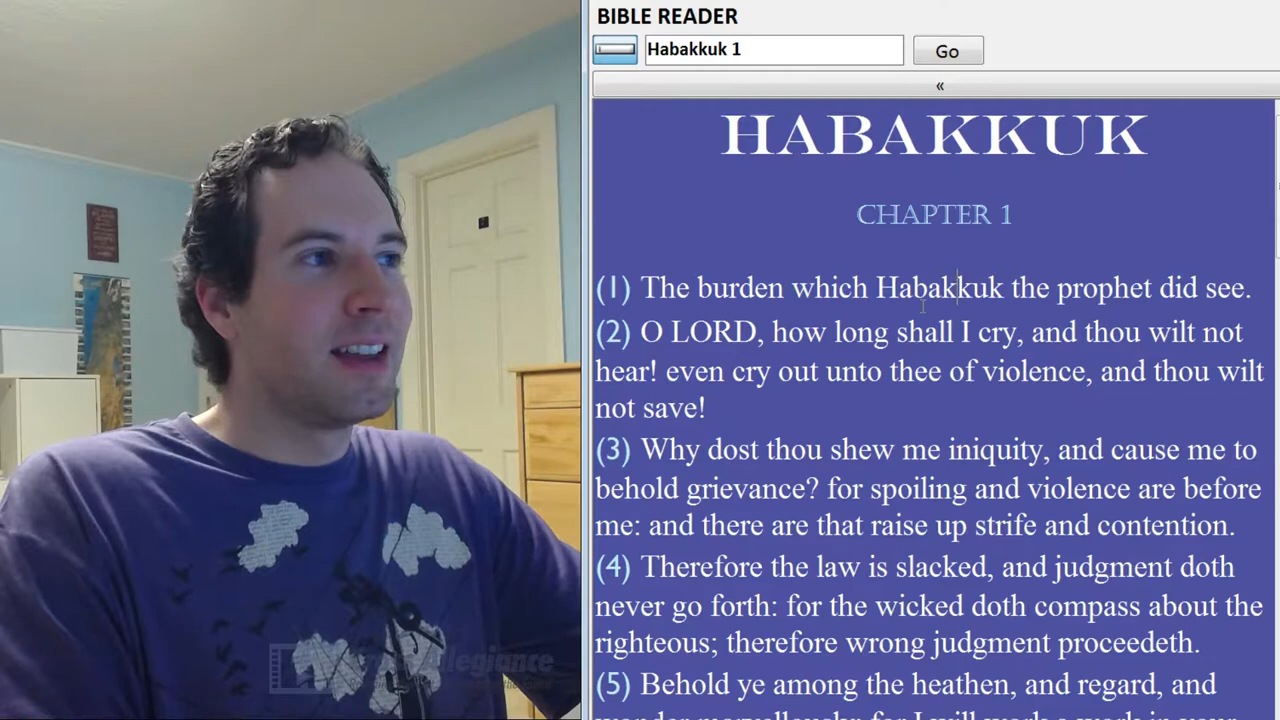 BIBLE READER
Habakkuk 1
Go
«
HABAKKUK
CHAPTER 1
(1) The burden which Habakkuk the prophet did see.
(2) O LORD, how long shall I cry, and thou wilt not
hear! even cry out unto thee of violence, and thou wilt
not save!
(3) Why dost thou shew me iniquity, and cause me to
behold grievance? for spoiling and violence are before
me: and there are that raise up strife and contention.
(4) Therefore the law is slacked, and judgment doth
never go forth: for the wicked doth compass about the
righteous; therefore wrong judgment proceedeth.
(5) Behold ye among the heathen, and regard, and